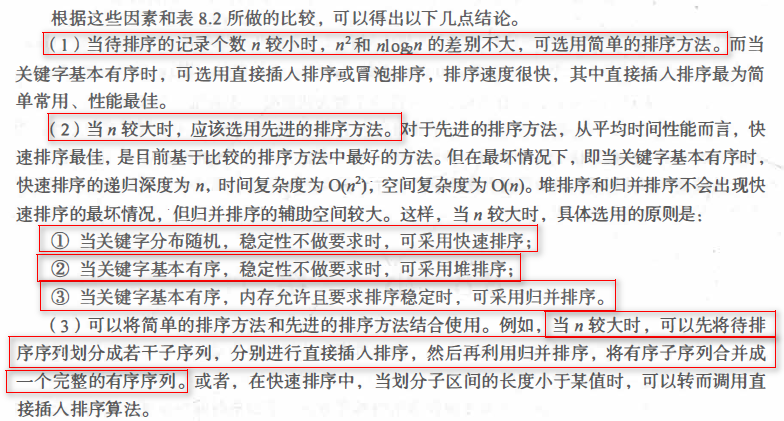 根据这些因素和表 8.2 所做的比较，可以得出以下几点结论。
（1）当待排序的记录个数 n 较小时，n²和 nlog₂n 的差别不大，可选用简单的排序方法。而当
关键字基本有序时，可选用直接插入排序或冒泡排序，排序速度很快，其中直接插入排序最为简
单常用、性能最佳。
（2）当 n 较大时，应该选用先进的排序方法。对于先进的排序方法，从平均时间性能而言，快
速排序最佳，是目前基于比较的排序方法中最好的方法。但在最坏情况下，即当关键字基本有序时，
快速排序的递归深度为 n，时间复杂度为 O(n²)，空间复杂度为 O(n)。堆排序和归并排序不会出现快
速排序的最坏情况，但归并排序的辅助空间较大。这样，当 n 较大时，具体选用的原则是：
① 当关键字分布随机，稳定性不做要求时，可采用快速排序；
② 当关键字基本有序，稳定性不做要求时，可采用堆排序；
③ 当关键字基本有序，内存允许且要求排序稳定时，可采用归并排序。
（3）可以将简单的排序方法和先进的排序方法结合使用。例如，当 n 较大时，可以先将待排
序序列划分成若干子序列，分别进行直接插入排序，然后再利用归并排序，将有序子序列合并成
一个完整的有序序列。或者，在快速排序中，当划分子区间的长度小于某值时，可以转而调用直
接插入排序算法。